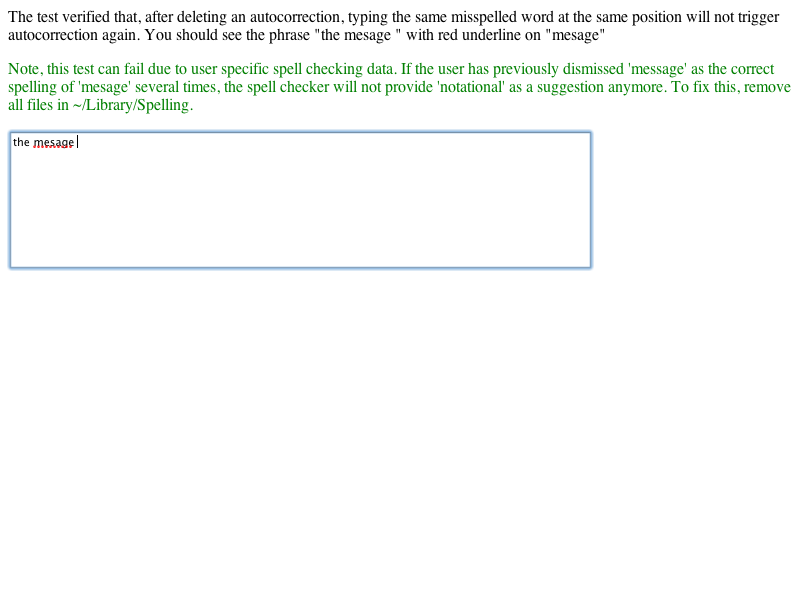 The test verified that, after deleting an autocorrection, typing the same misspelled word at the same position will not trigger
autocorrection again. You should see the phrase "the mesage " with red underline on "mesage"
Note, this test can fail due to user specific spell checking data. If the user has previously dismissed 'message' as the correct
spelling of 'mesage' several times, the spell checker will not provide 'notational' as a suggestion anymore. To fix this, remove
all files in ~/Library/Spelling.
the mesage